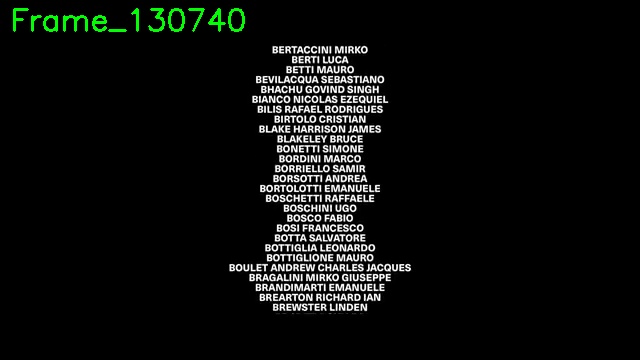 Frame_130740
BERTACCINI MIRKO
BERTI LUCA
BETTI MAURO
BEVILACQUA SEBASTIANO
BHACHU GOVIND SINGH
BIANCO NICOLAS EZEQUIEL
BILIS RAFAEL RODRIGUES
BIRTOLO CRISTIAN
BLAKE HARRISON JAMES
BLAKELEY BRUCE
BONETTI SIMONE
BORDINI MARCO
BORRIELLO SAMIR
BORSOTTI ANDREA
BORTOLOTTI EMANUELE
BOSCHETTI RAFFAELE
BOSCHINI UGO
BOSCO FABIO
BOSI FRANCESCO
BOTTA SALVATORE
BOTTIGLIA LEONARDO
BOTTIGLIONE MAURO
BOULET ANDREW CHARLES JACQUES
BRAGALINI MIRKO GIUSEPPE
BRANDIMARTI EMANUELE
BREARTON RICHARD IAN
BREWSTER LINDEN